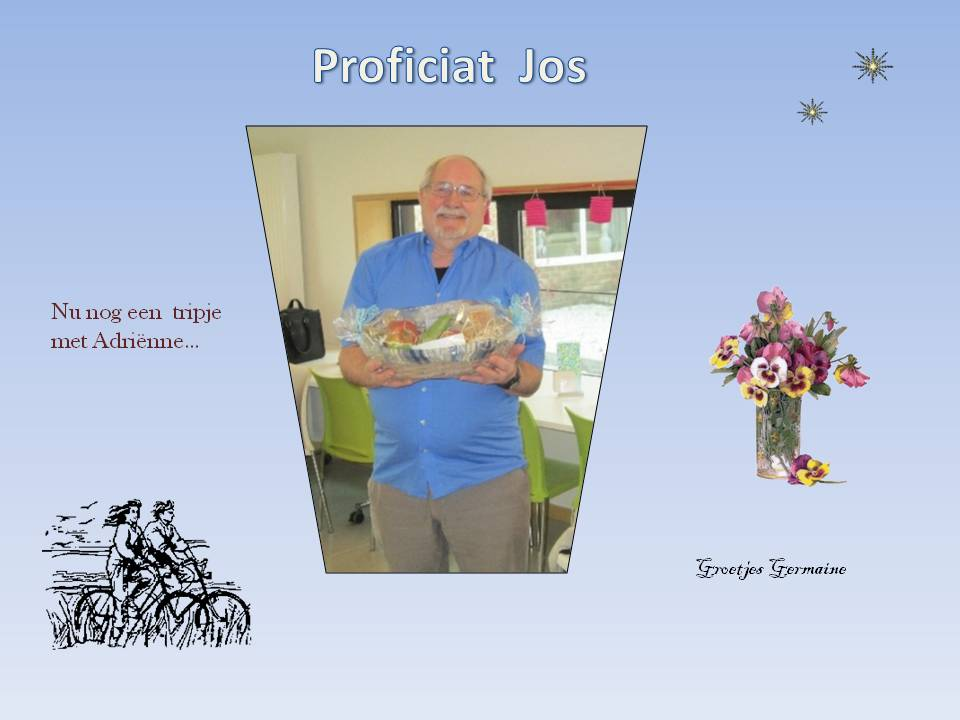 Proficiat Jos
Nu nog een tripje
met Adriënne...
Groetjes Germaine